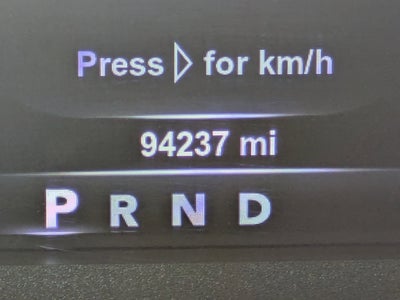 Press ▷ for km/h
94237 mi
P R N D